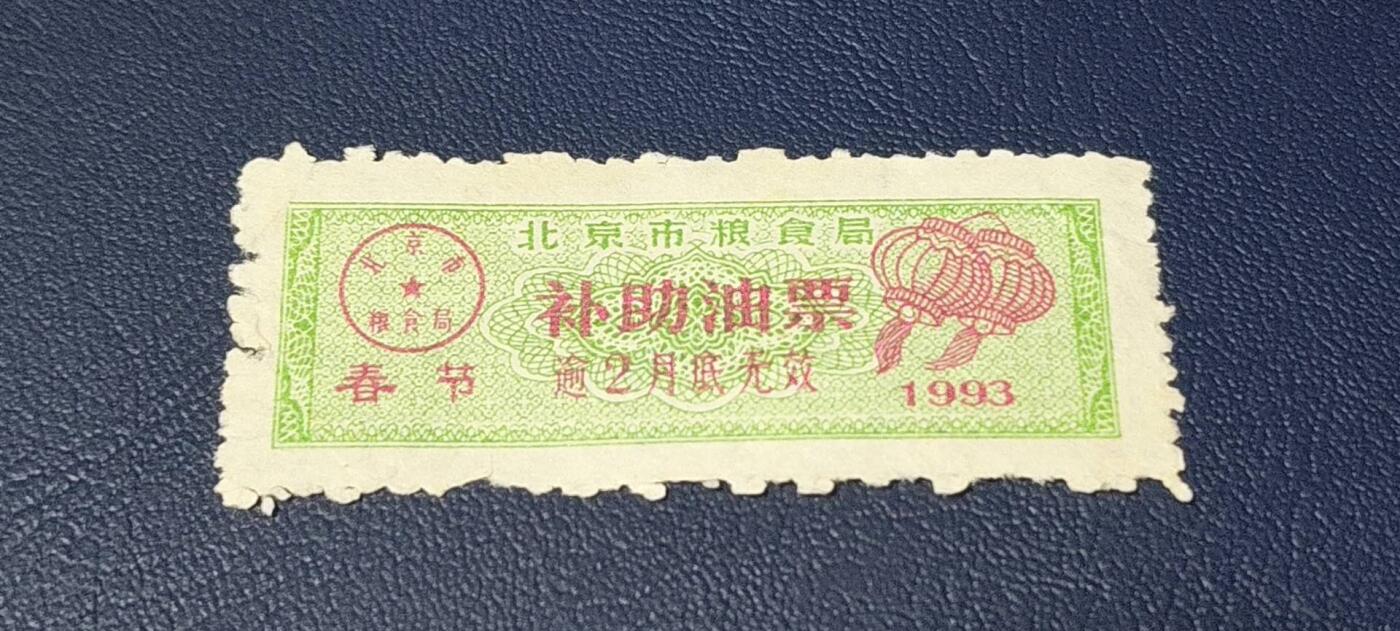 北京市粮食局
北京市
粮食局
补助油票
春节
逾2月底无效
1993